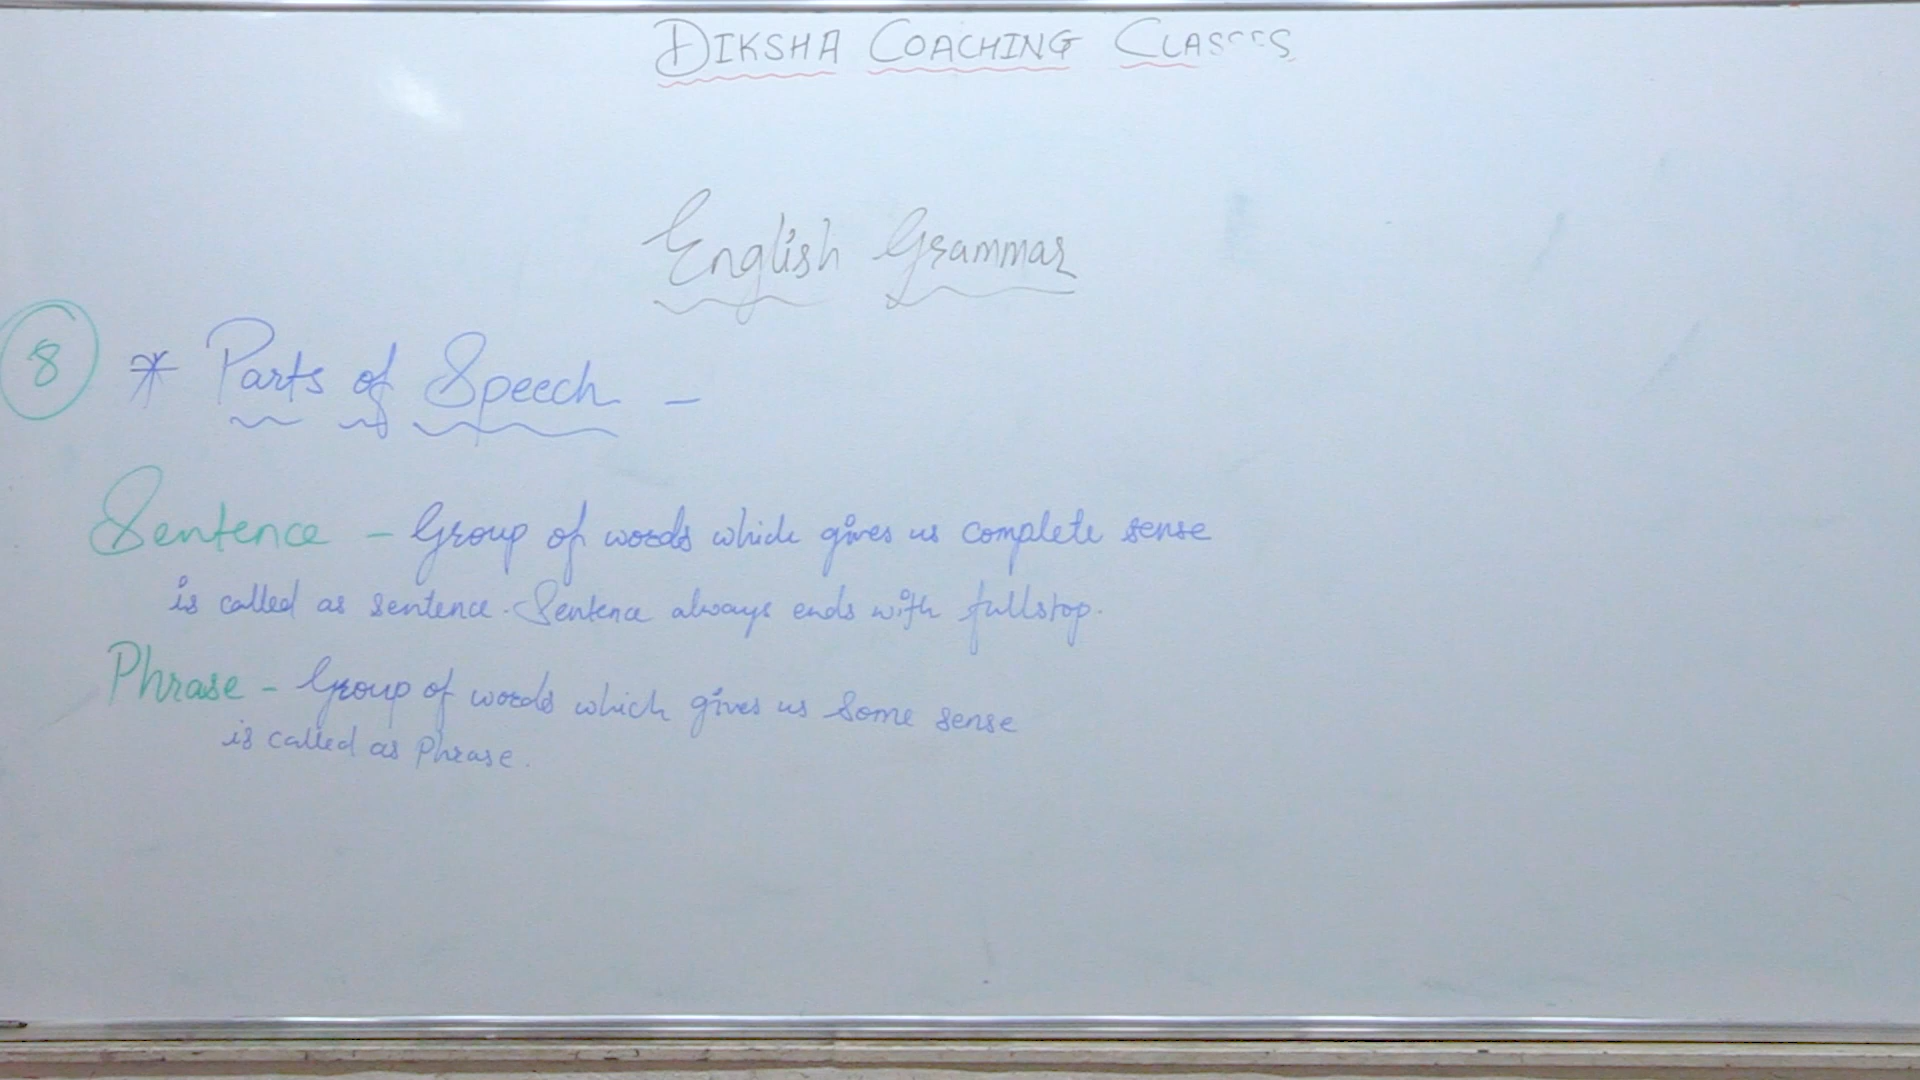 DIKSHA COACHING CLASSES
English Grammar
8 * Parts of Speech -
Sentence - Group of words which gives us complete sense
is called as sentence. Sentence always ends with fullstop.
Phrase - Group of words which gives us some sense
is called as phrase.